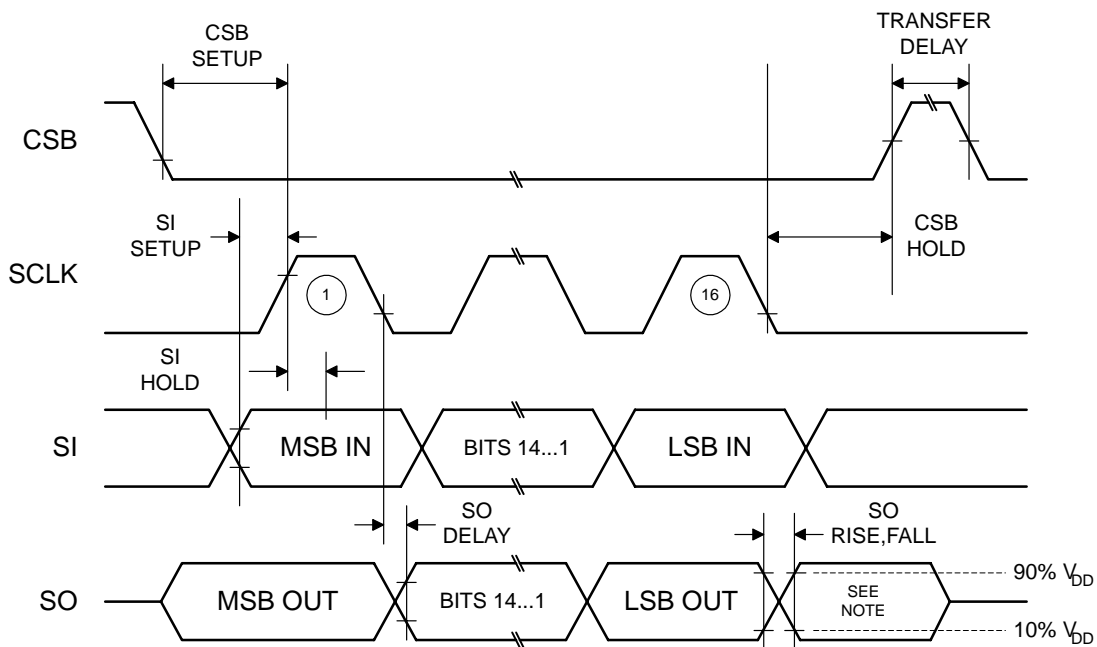 TRANSFER
DELAY
CSB
SETUP
CSB
SI
SETUP
CSB
HOLD
SCLK
1
16
SI
HOLD
SI
MSB IN
BITS 14...1
LSB IN
SO
DELAY
SO
RISE,FALL
90% VDD
SO
MSB OUT
BITS 14...1
LSB OUT
SEE
NOTE
10% VDD